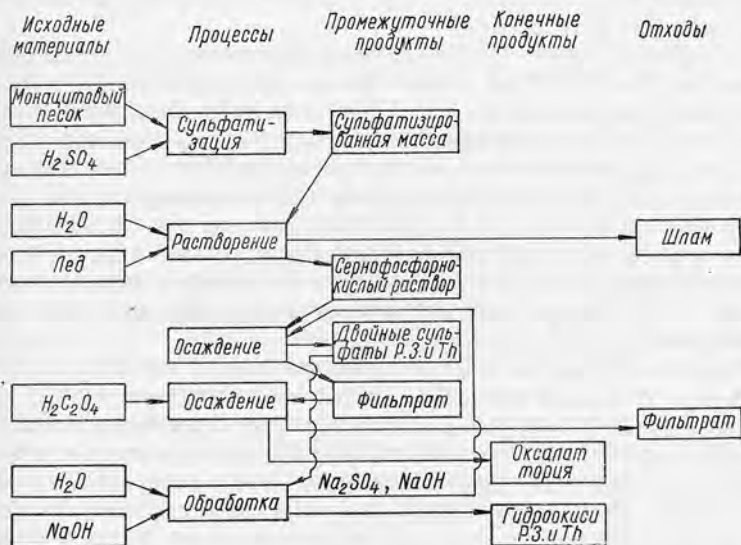 Исходные материалы
Процессы
Промежуточные продукты
Конечные продукты
Отходы
Монацитовый
песок
H₂SO₄
Сульфати-
зация
Сульфатизиро-
ванная масса
H₂O
Лед
Растворение
Шлам
Сернофосфорно-
кислый раствор
Осаждение
Двойные суль-
фаты Р.З. и Th
H₂C₂O₄
Осаждение
Фильтрат
Фильтрат
Оксалат
тория
H₂O
NaOH
Обработка
Na₂SO₄, NaOH
Гидроокиси
Р.З. и Th